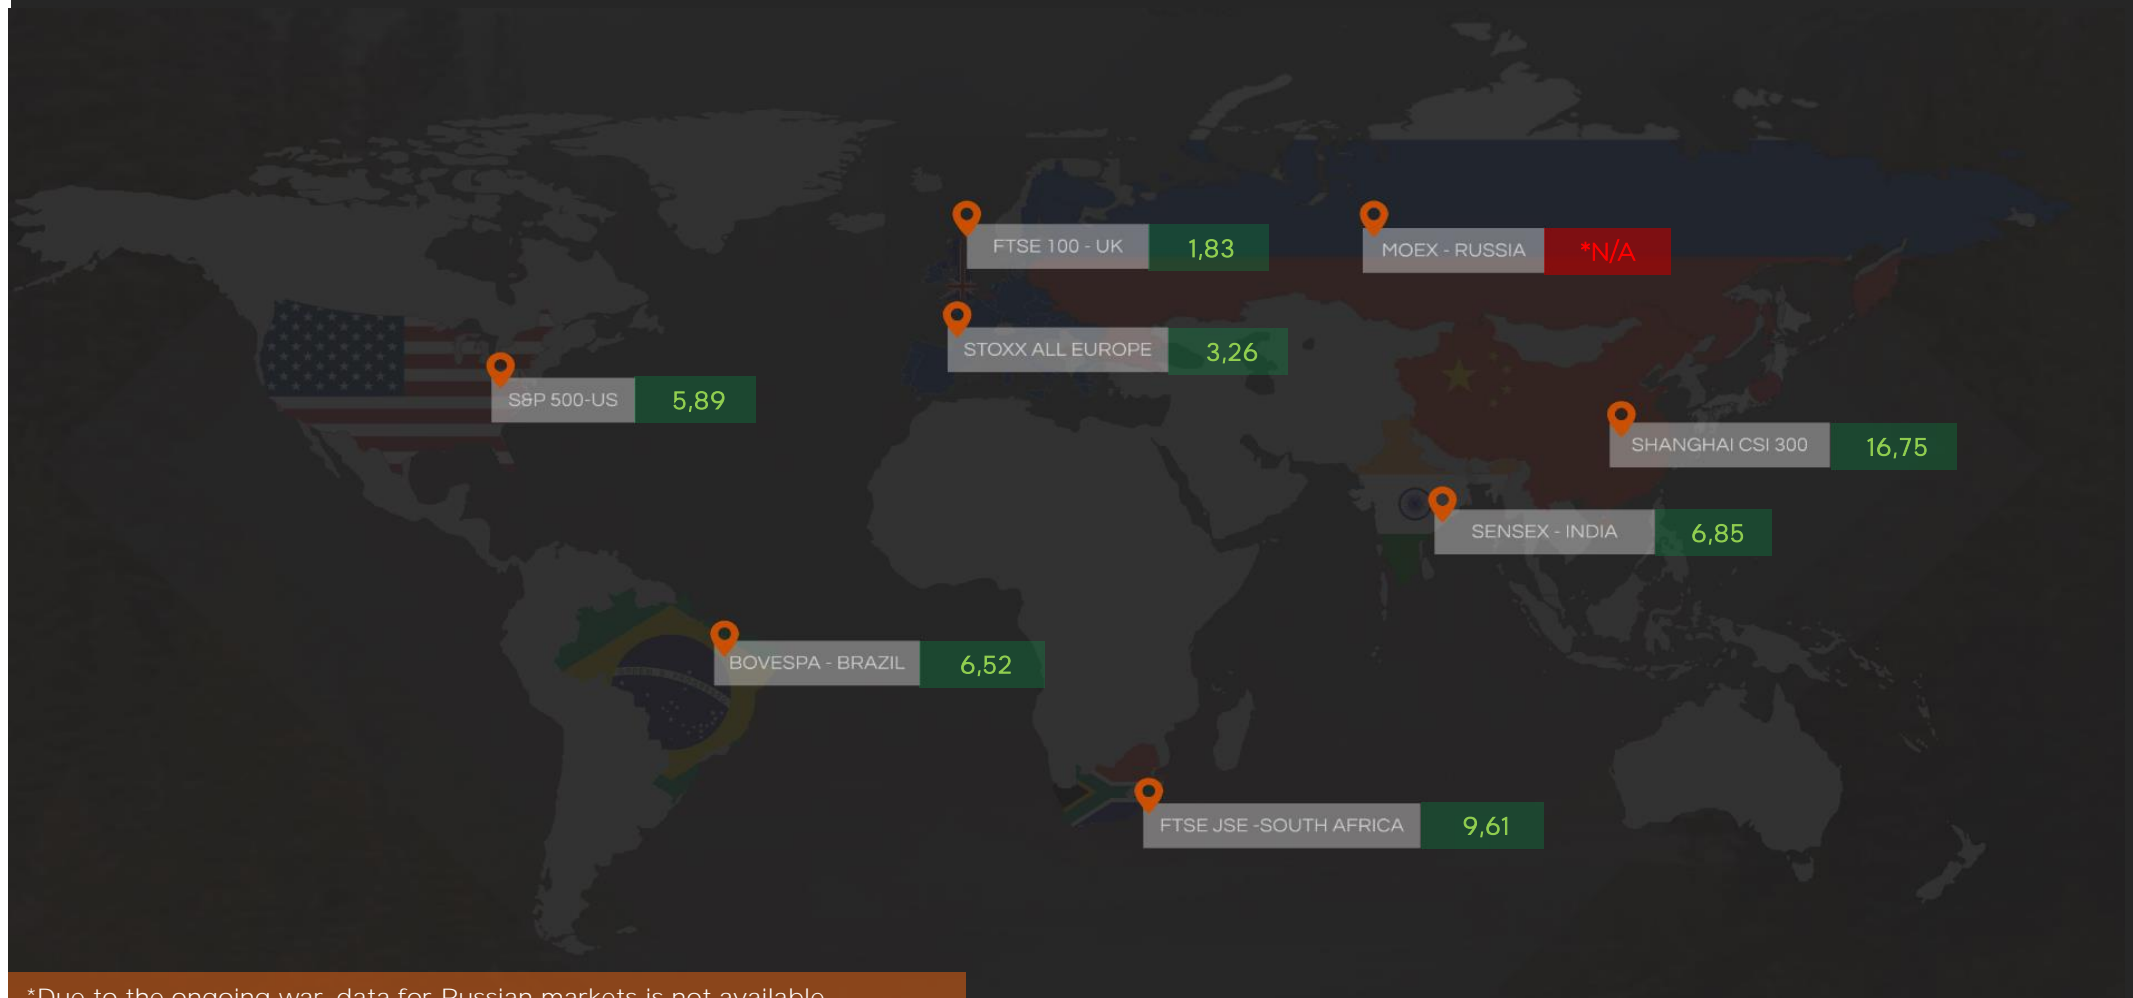 FTSE 100 - UK 1,83
MOEX - RUSSIA *N/A
STOXX ALL EUROPE 3,26
S&P 500-US 5,89
SHANGHAI CSI 300 16,75
SENSEX - INDIA 6,85
BOVESPA - BRAZIL 6,52
FTSE JSE -SOUTH AFRICA 9,61
*Due to the ongoing war, data for Russian markets is not available